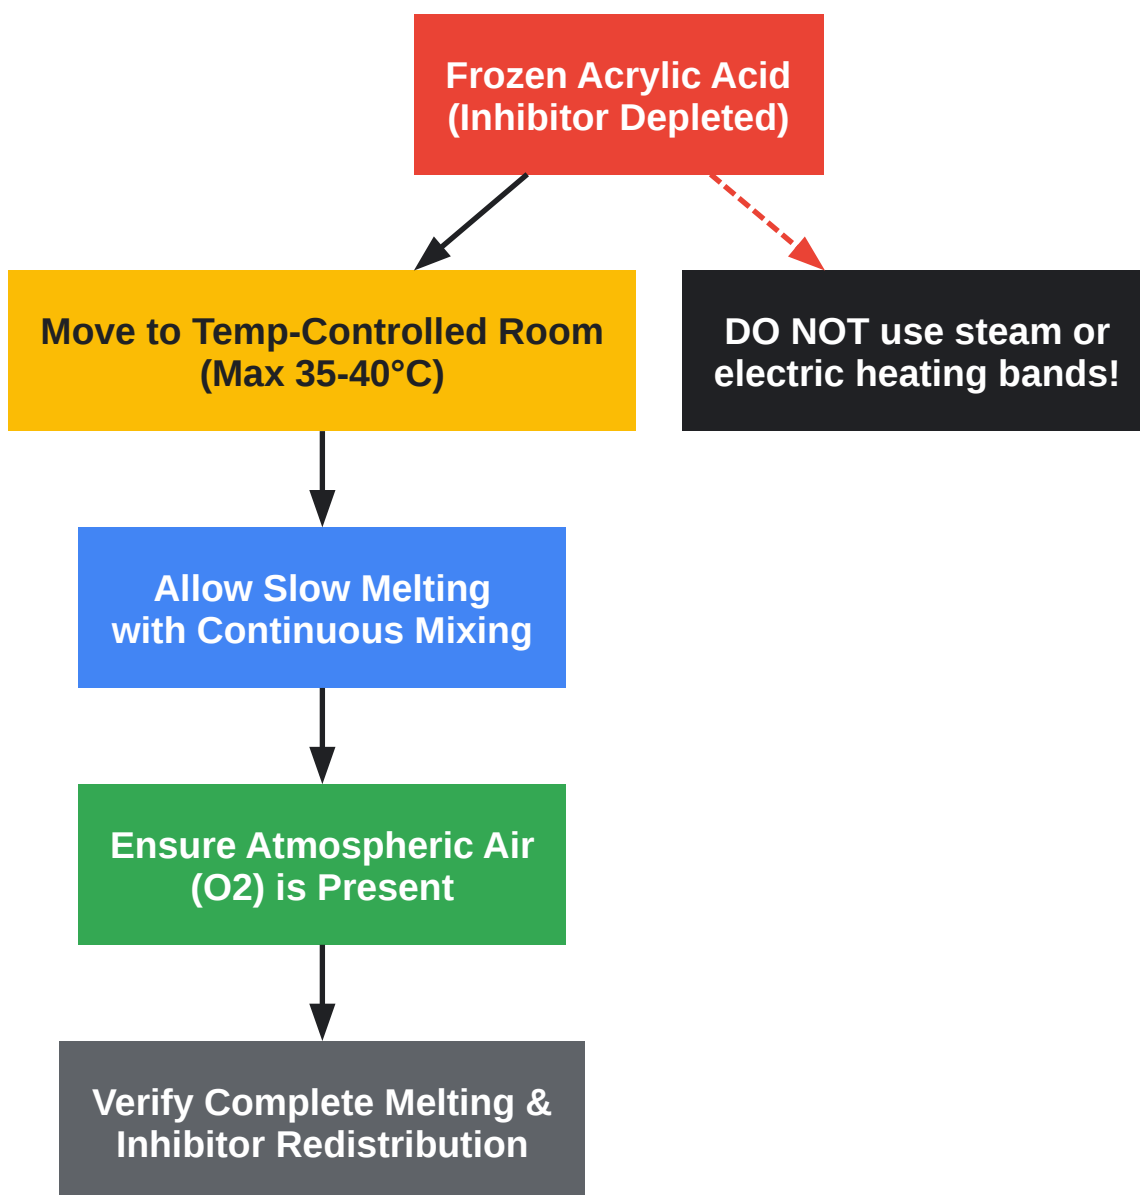 Frozen Acrylic Acid
(Inhibitor Depleted)
Move to Temp-Controlled Room
(Max 35-40°C)
DO NOT use steam or
electric heating bands!
Allow Slow Melting
with Continuous Mixing
Ensure Atmospheric Air
(O2) is Present
Verify Complete Melting &
Inhibitor Redistribution